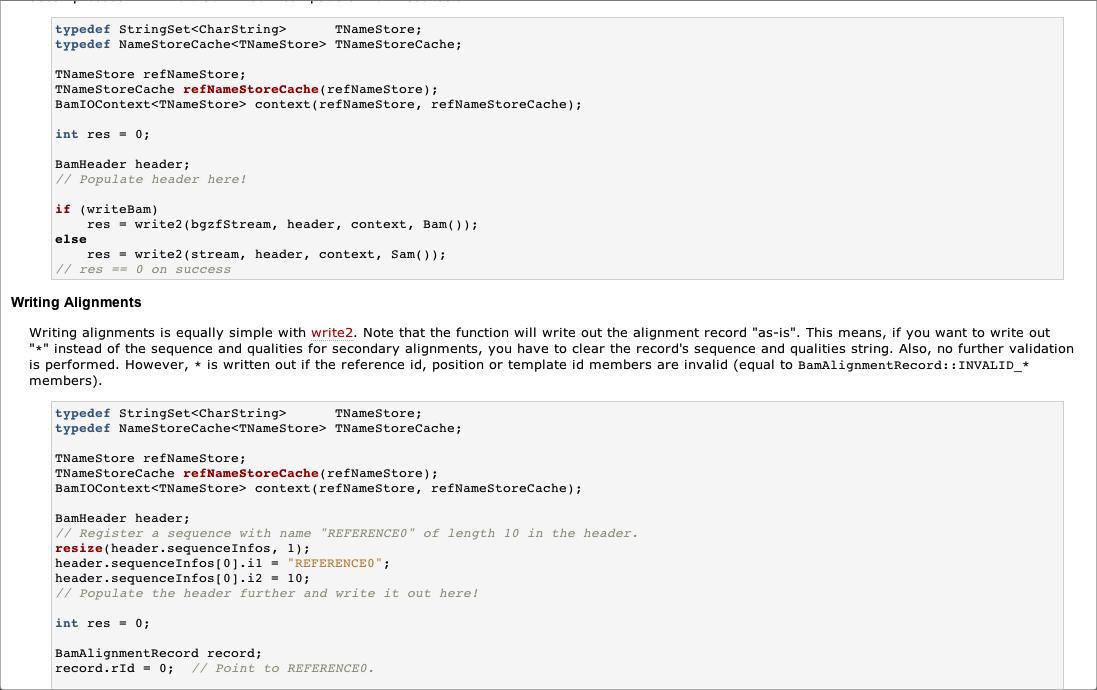 typedef StringSet<CharString>      TNameStore;
typedef NameStoreCache<TNameStore> TNameStoreCache;
TNameStore refNameStore;
TNameStoreCache refNameStoreCache(refNameStore);
BamIOContext<TNameStore> context(refNameStore, refNameStoreCache);
int res = 0;
BamHeader header;
// Populate header here!
if (writeBam)
    res = write2(bgzfStream, header, context, Bam());
else
    res = write2(stream, header, context, Sam());
// res == 0 on success
Writing Alignments
Writing alignments is equally simple with write2. Note that the function will write out the alignment record "as-is". This means, if you want to write out
"*" instead of the sequence and qualities for secondary alignments, you have to clear the record's sequence and qualities string. Also, no further validation
is performed. However, * is written out if the reference id, position or template id members are invalid (equal to BamAlignmentRecord::INVALID_*
members).
typedef StringSet<CharString>      TNameStore;
typedef NameStoreCache<TNameStore> TNameStoreCache;
TNameStore refNameStore;
TNameStoreCache refNameStoreCache(refNameStore);
BamIOContext<TNameStore> context(refNameStore, refNameStoreCache);
BamHeader header;
// Register a sequence with name "REFERENCE0" of length 10 in the header.
resize(header.sequenceInfos, 1);
header.sequenceInfos[0].i1 = "REFERENCE0";
header.sequenceInfos[0].i2 = 10;
// Populate the header further and write it out here!
int res = 0;
BamAlignmentRecord record;
record.rId = 0;  // Point to REFERENCE0.